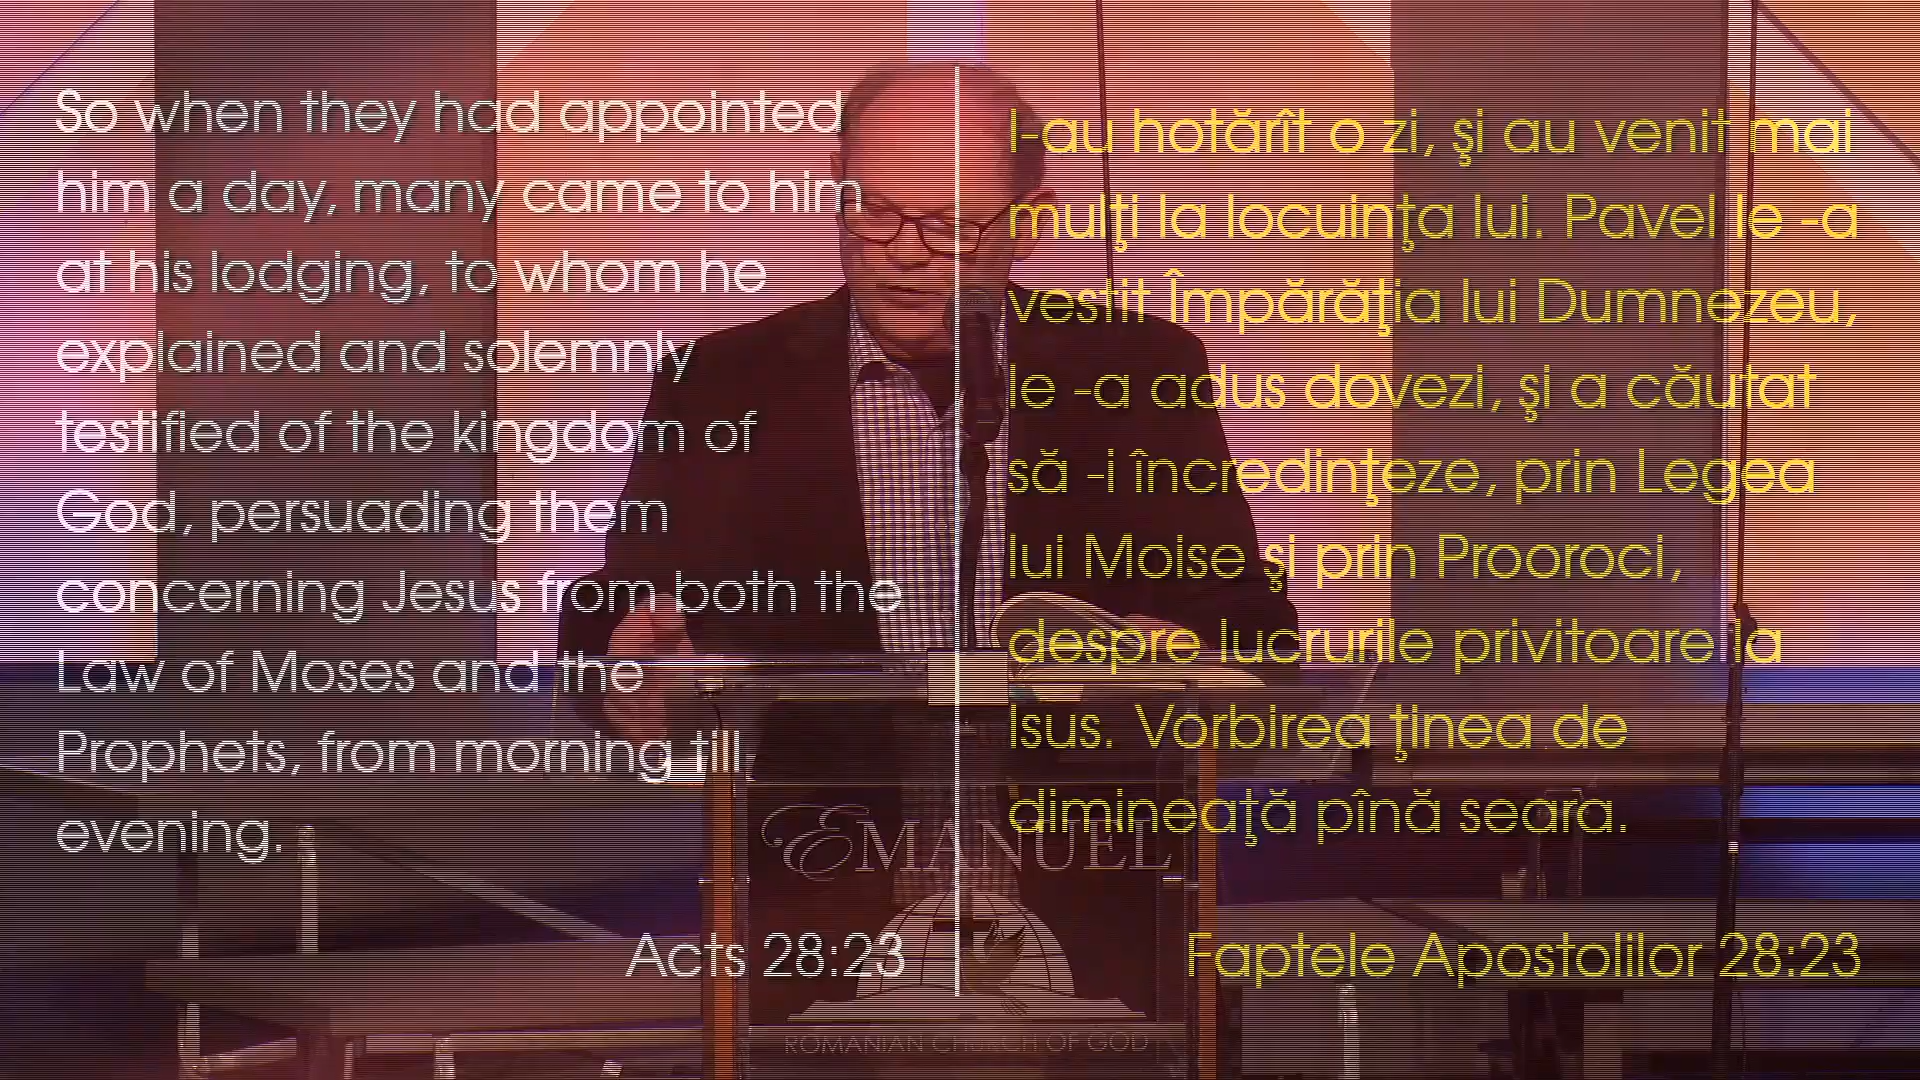 So when they had appointed
him a day, many came to him
at his lodging, to whom he
explained and solemnly
testified of the kingdom of
God, persuading them
concerning Jesus from both the
Law of Moses and the
Prophets, from morning till
evening.
Acts 28:23
I-au hotărît o zi, şi au venit mai
mulţi la locuinţa lui. Pavel le -a
vestit Împărăţia lui Dumnezeu,
le -a adus dovezi, şi a căutat
să -i încredinţeze, prin Legea
lui Moise şi prin Prooroci,
despre lucrurile privitoare la
Isus. Vorbirea ţinea de
dimineaţă pînă seara.
Faptele Apostolilor 28:23
EMANUEL
ROMANIAN CHURCH OF GOD